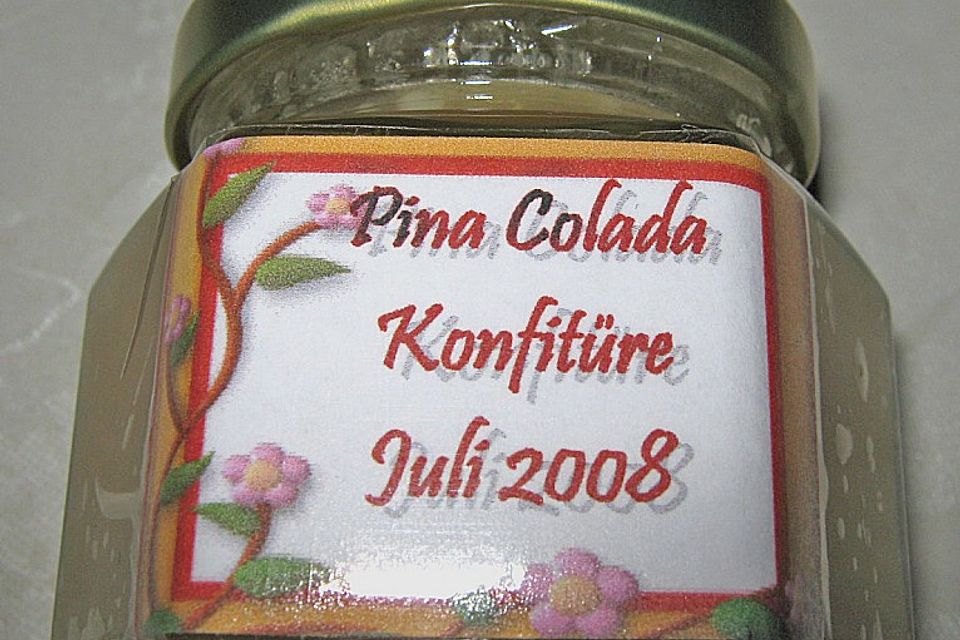 Pina Colada
Konfitüre
Juli 2008